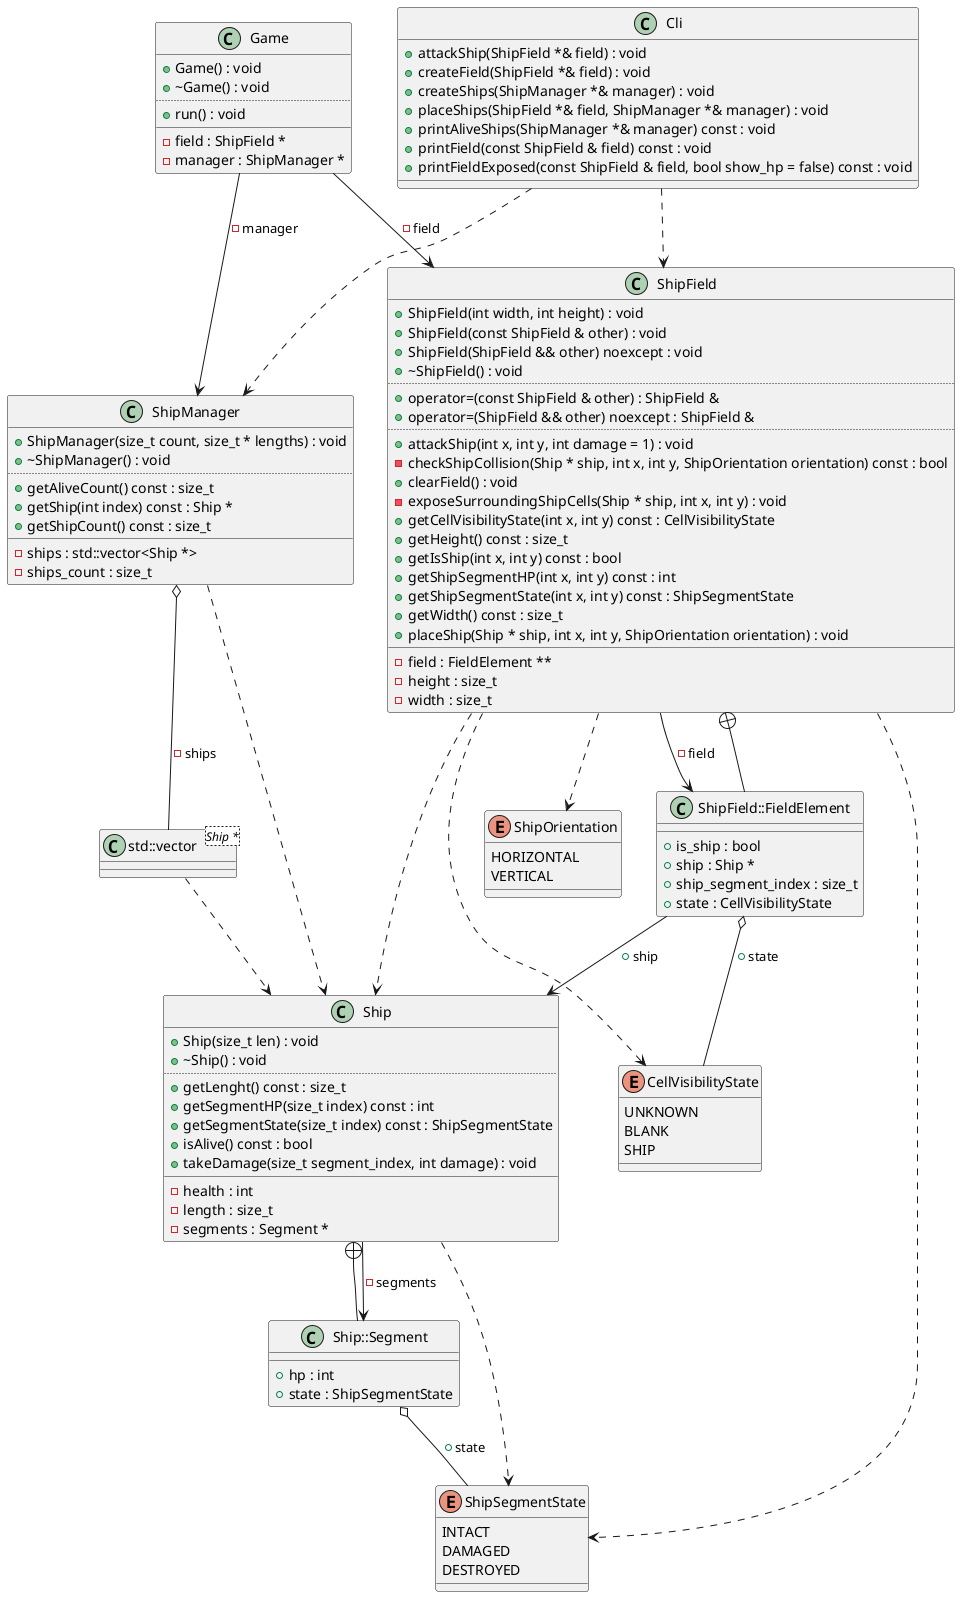 Game
Game() : void
~Game() : void
run() : void
field : ShipField *
manager : ShipManager *
Cli
attackShip(ShipField *& field) : void
createField(ShipField *& field) : void
createShips(ShipManager *& manager) : void
placeShips(ShipField *& field, ShipManager *& manager) : void
printAliveShips(ShipManager *& manager) const : void
printField(const ShipField & field) const : void
printFieldExposed(const ShipField & field, bool show_hp = false) const : void
manager
field
ShipField
ShipField(int width, int height) : void
ShipField(const ShipField & other) : void
ShipField(ShipField && other) noexcept : void
~ShipField() : void
operator=(const ShipField & other) : ShipField &
operator=(ShipField && other) noexcept : ShipField &
attackShip(int x, int y, int damage = 1) : void
checkShipCollision(Ship * ship, int x, int y, ShipOrientation orientation) const : bool
clearField() : void
exposeSurroundingShipCells(Ship * ship, int x, int y) : void
getCellVisibilityState(int x, int y) const : CellVisibilityState
getHeight() const : size_t
getIsShip(int x, int y) const : bool
getShipSegmentHP(int x, int y) const : int
getShipSegmentState(int x, int y) const : ShipSegmentState
getWidth() const : size_t
placeShip(Ship * ship, int x, int y, ShipOrientation orientation) : void
field : FieldElement **
height : size_t
width : size_t
ShipManager
ShipManager(size_t count, size_t * lengths) : void
~ShipManager() : void
getAliveCount() const : size_t
getShip(int index) const : Ship *
getShipCount() const : size_t
ships : std::vector<Ship *>
ships_count : size_t
ships
field
std::vector
Ship *
ShipOrientation
HORIZONTAL
VERTICAL
ShipField::FieldElement
is_ship : bool
ship : Ship *
ship_segment_index : size_t
state : CellVisibilityState
ship
state
Ship
Ship(size_t len) : void
~Ship() : void
getLenght() const : size_t
getSegmentHP(size_t index) const : int
getSegmentState(size_t index) const : ShipSegmentState
isAlive() const : bool
takeDamage(size_t segment_index, int damage) : void
health : int
length : size_t
segments : Segment *
CellVisibilityState
UNKNOWN
BLANK
SHIP
segments
Ship::Segment
hp : int
state : ShipSegmentState
state
ShipSegmentState
INTACT
DAMAGED
DESTROYED